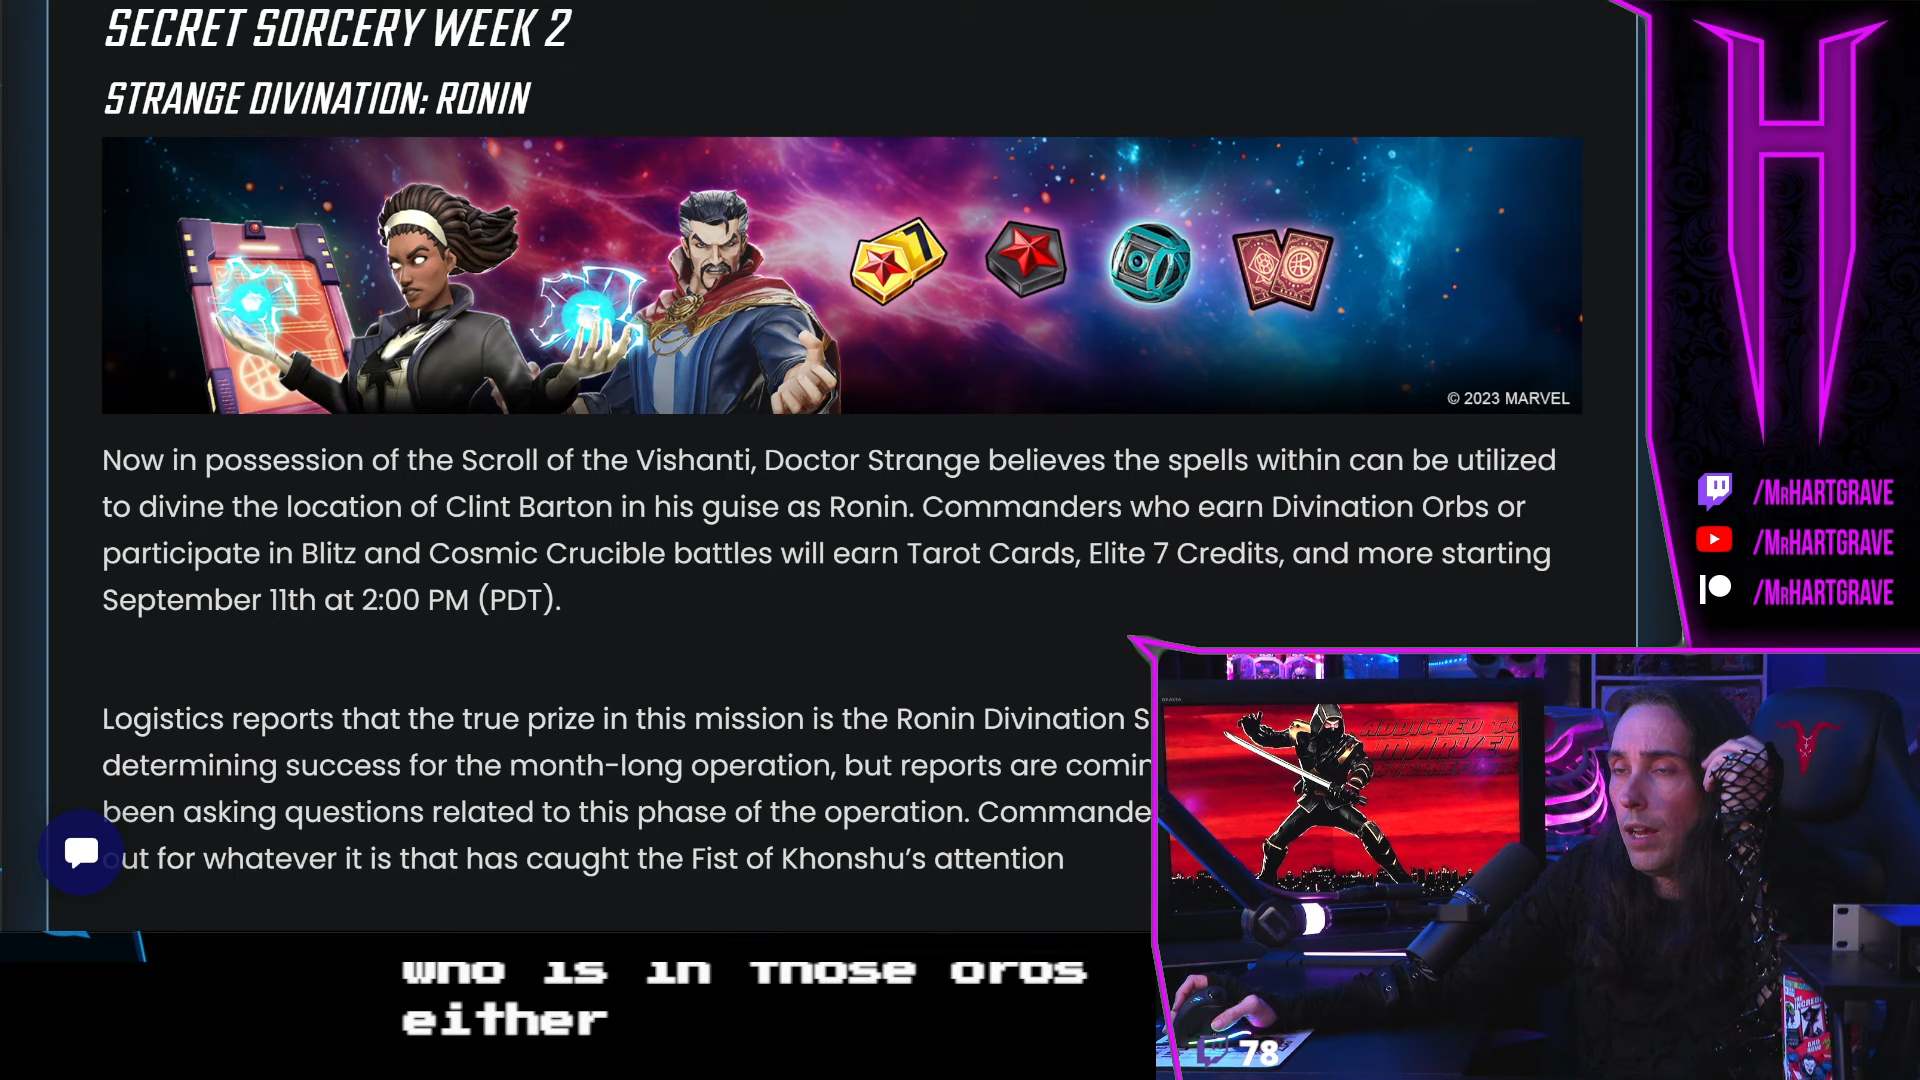 SECRET SORCERY WEEK 2
STRANGE DIVINATION: RONIN
7
© 2023 MARVEL
Now in possession of the Scroll of the Vishanti, Doctor Strange believes the spells within can be utilized
to divine the location of Clint Barton in his guise as Ronin. Commanders who earn Divination Orbs or
participate in Blitz and Cosmic Crucible battles will earn Tarot Cards, Elite 7 Credits, and more starting
September 11th at 2:00 PM (PDT).
Logistics reports that the true prize in this mission is the Ronin Divination S
determining success for the month-long operation, but reports are comin
been asking questions related to this phase of the operation. Commande
out for whatever it is that has caught the Fist of Khonshu’s attention
who is in those orbs
either
H
/MRHARTGRAVE
/MRHARTGRAVE
/MRHARTGRAVE
BRAVIA
ADDICTED TO
MARVEL
78